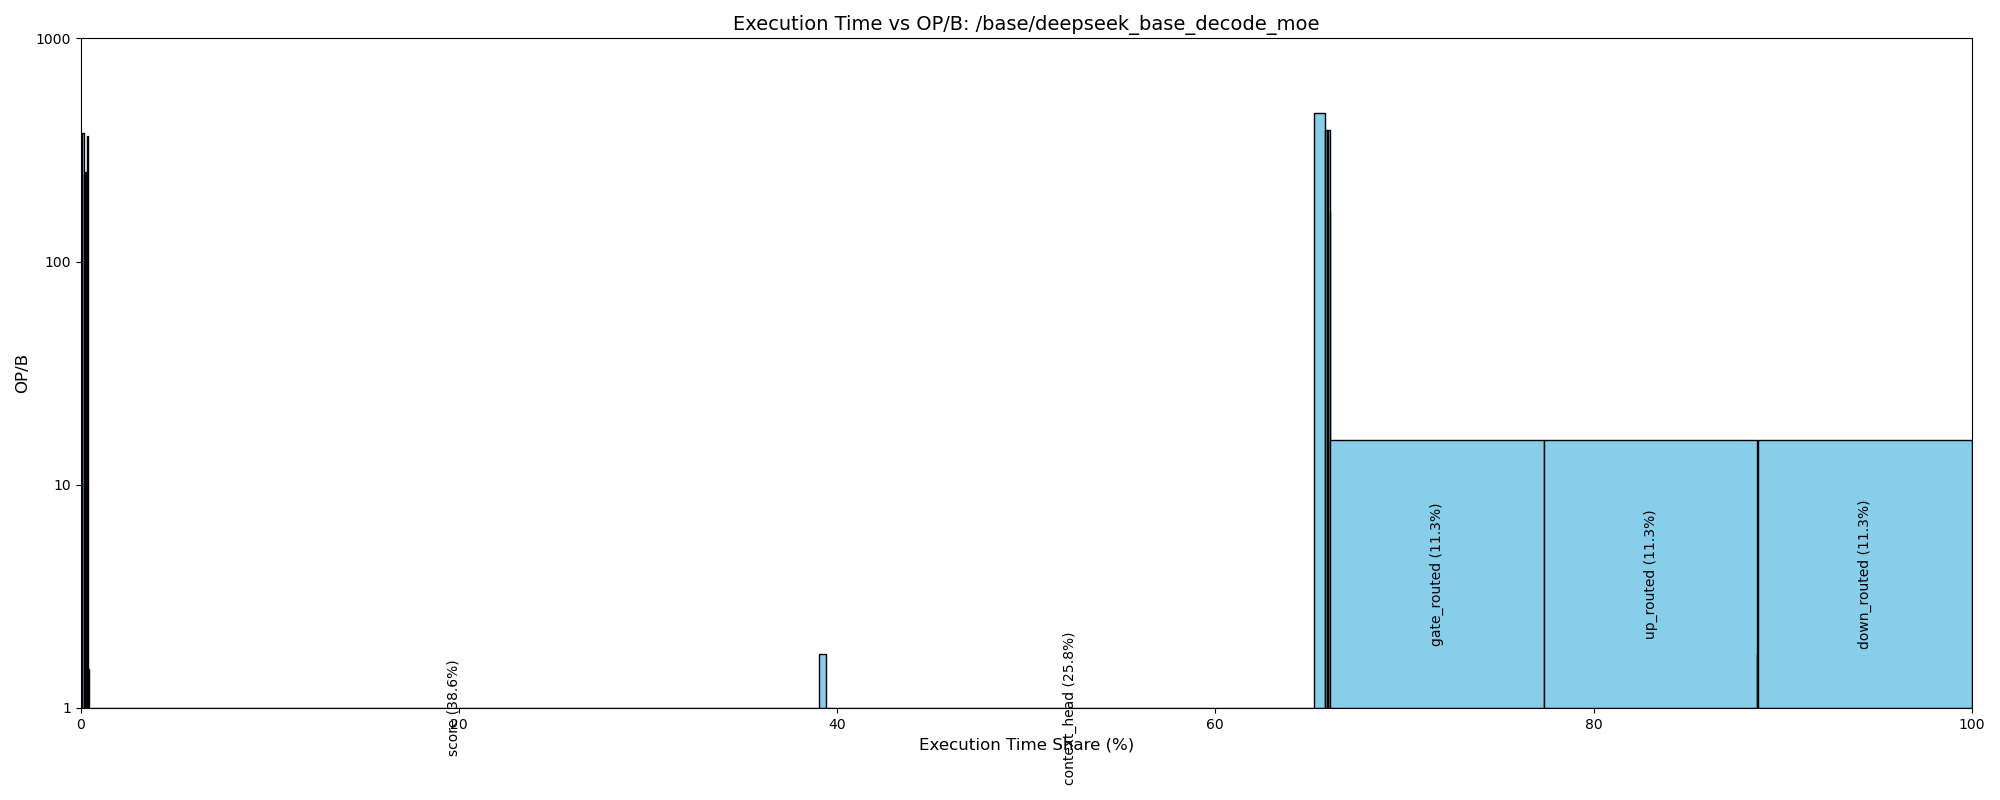 Execution Time vs OP/B: /base/deepseek_base_decode_moe
1000
100
10
1
OP/B
score (38.6%)
context_head (25.8%)
gate_routed (11.3%)
up_routed (11.3%)
down_routed (11.3%)
0 20 40 60 80 100
Execution Time Share (%)